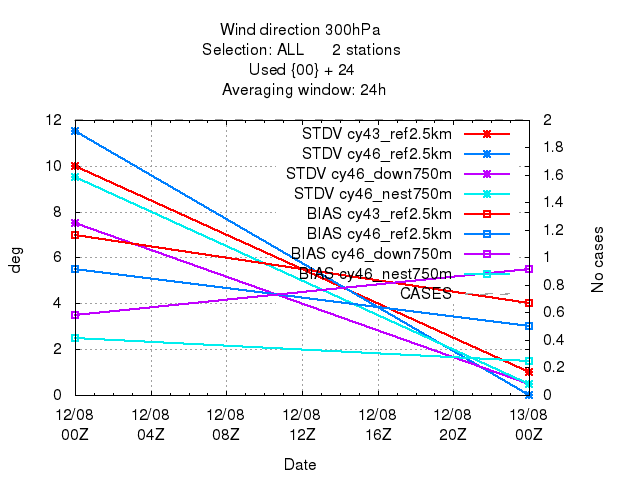 Wind direction 300hPa
Selection: ALL 2 stations
Used {00} + 24
Averaging window: 24h
12
10
8
6
4
2
0
deg
2
1.8
1.6
1.4
1.2
1
0.8
0.6
0.4
0.2
0
No cases
STDV cy43_ref2.5km
STDV cy46_ref2.5km
STDV cy46_down750m
STDV cy46_nest750m
BIAS cy43_ref2.5km
BIAS cy46_ref2.5km
BIAS cy46_down750m
BIAS cy46_nest750m
CASES
12/08 12/08 12/08 12/08 12/08 12/08 13/08
00Z 04Z 08Z 12Z 16Z 20Z 00Z
Date